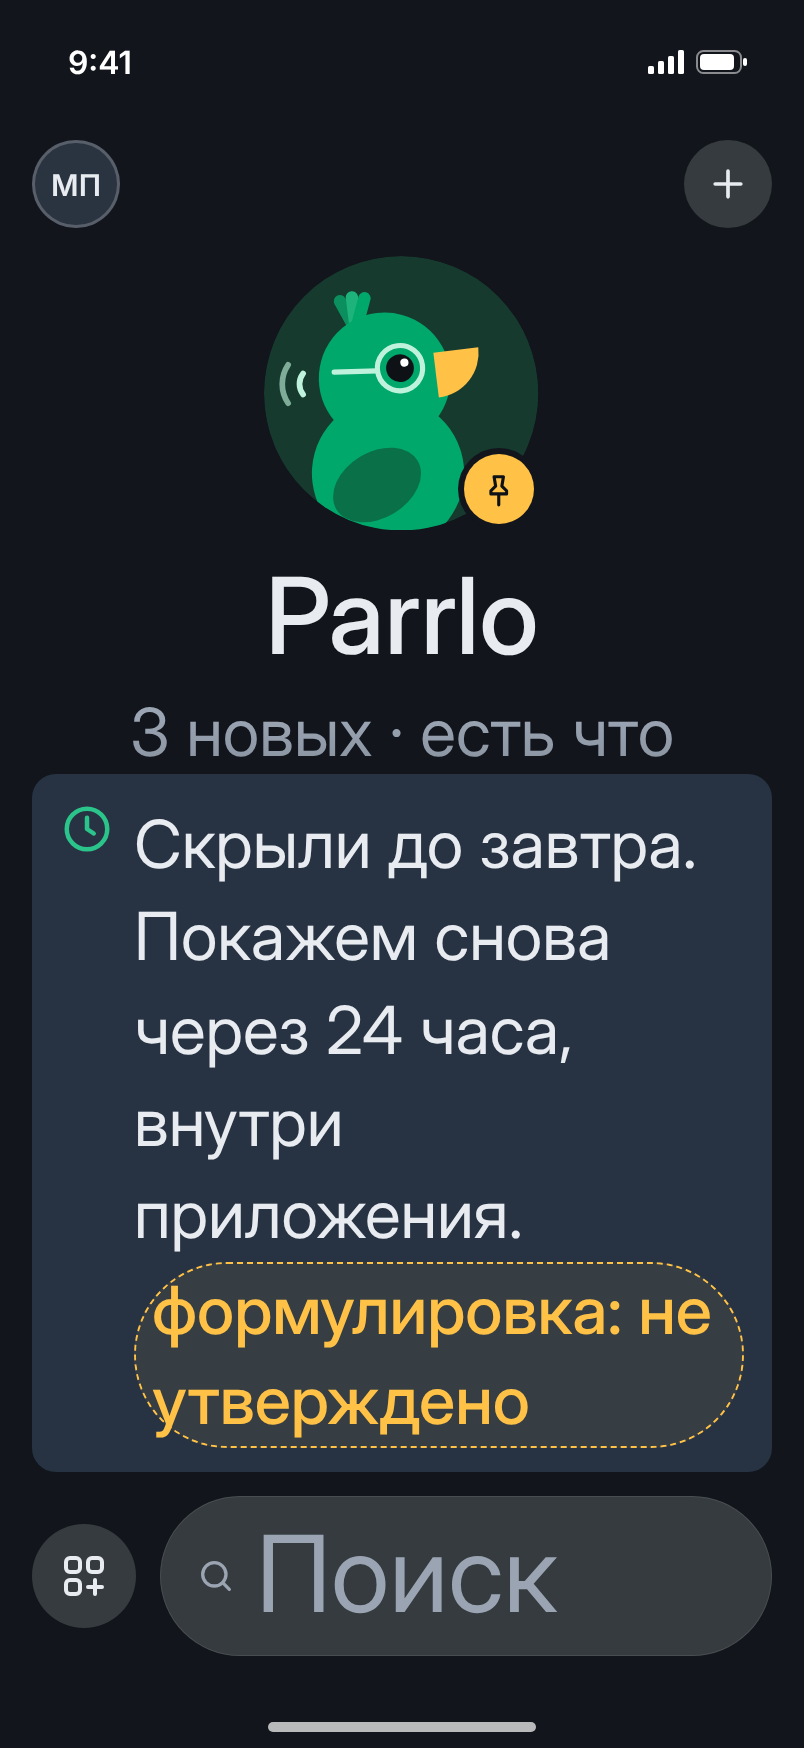 9:41
МП
Parrlo
3 новых · есть что
Скрыли до завтра.
Покажем снова
через 24 часа,
внутри
приложения.
формулировка: не
утверждено
Поиск